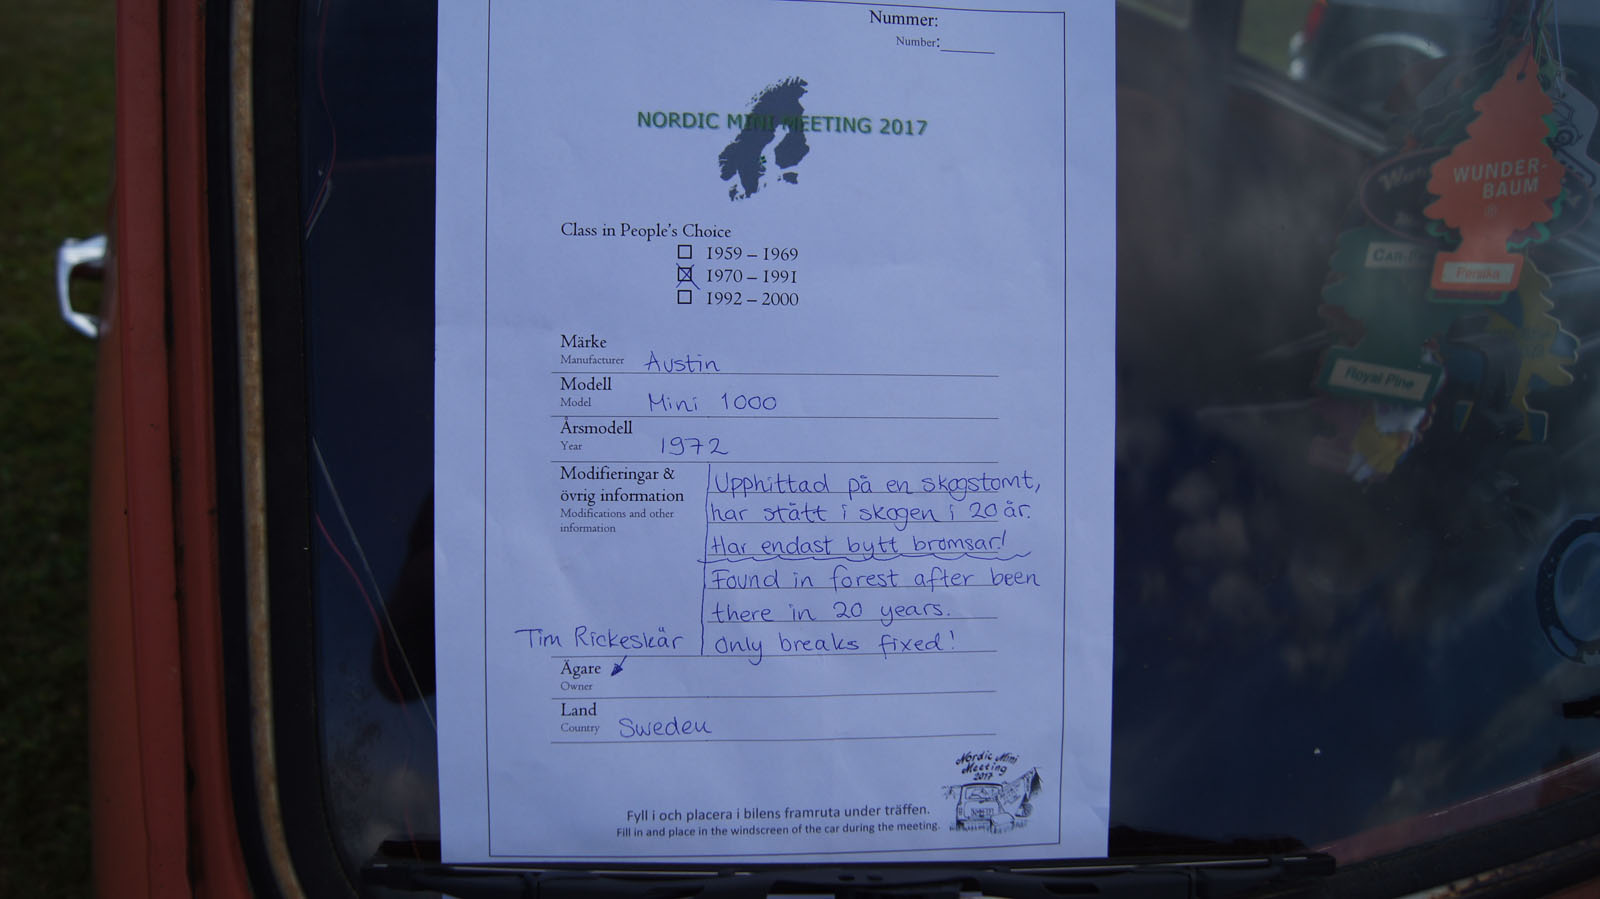 Nummer:
Number:
NORDIC MINI MEETING 2017
Class in People's Choice
1959 – 1969
1970 – 1991
1992 – 2000
Märke
Manufacturer Austin
Modell
Model Mini 1000
Årsmodell
Year 1972
Modifieringar &
övrig information
Modifications and other
information
Upphittad på en skogstomt,
har stått i skogen i 20 år.
Har endast bytt bromsar!
Found in forest after been
there in 20 years.
Only breaks fixed!
Tim Rickeskär
Ägare
Owner
Land
Country Sweden
Nordic Mini
Meeting
2017
Fyll i och placera i bilens framruta under träffen.
Fill in and place in the windscreen of the car during the meeting.
WUNDER-
BAUM
Persika
CAR-
Royal Pine